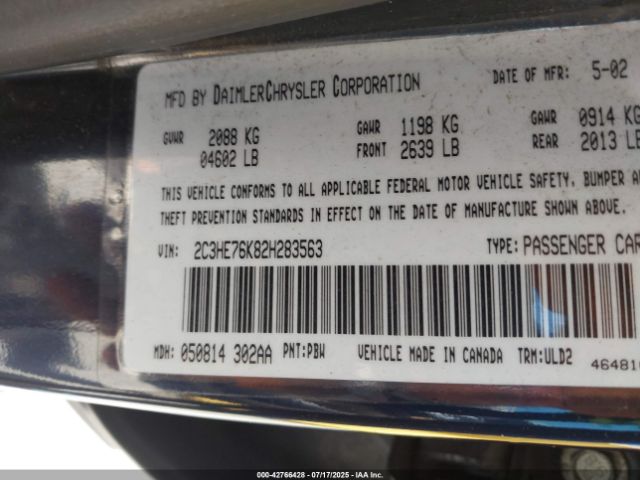 MFD BY DAIMLERCHRYSLER CORPORATION DATE OF MFR: 5-02
GVWR 2088 KG 04602 LB GAWR FRONT 1198 KG 2639 LB GAWR REAR 0914 KG 2013 LB
THIS VEHICLE CONFORMS TO ALL APPLICABLE FEDERAL MOTOR VEHICLE SAFETY, BUMPER
THEFT PREVENTION STANDARDS IN EFFECT ON THE DATE OF MANUFACTURE SHOWN ABOVE.
VIN: 2C3HE76K82H283563 TYPE: PASSENGER CAR
MDH: 050814 302AA PNT:PBW VEHICLE MADE IN CANADA TRM:ULD2
46481
000-42766428 - 07/17/2025 - IAA Inc.